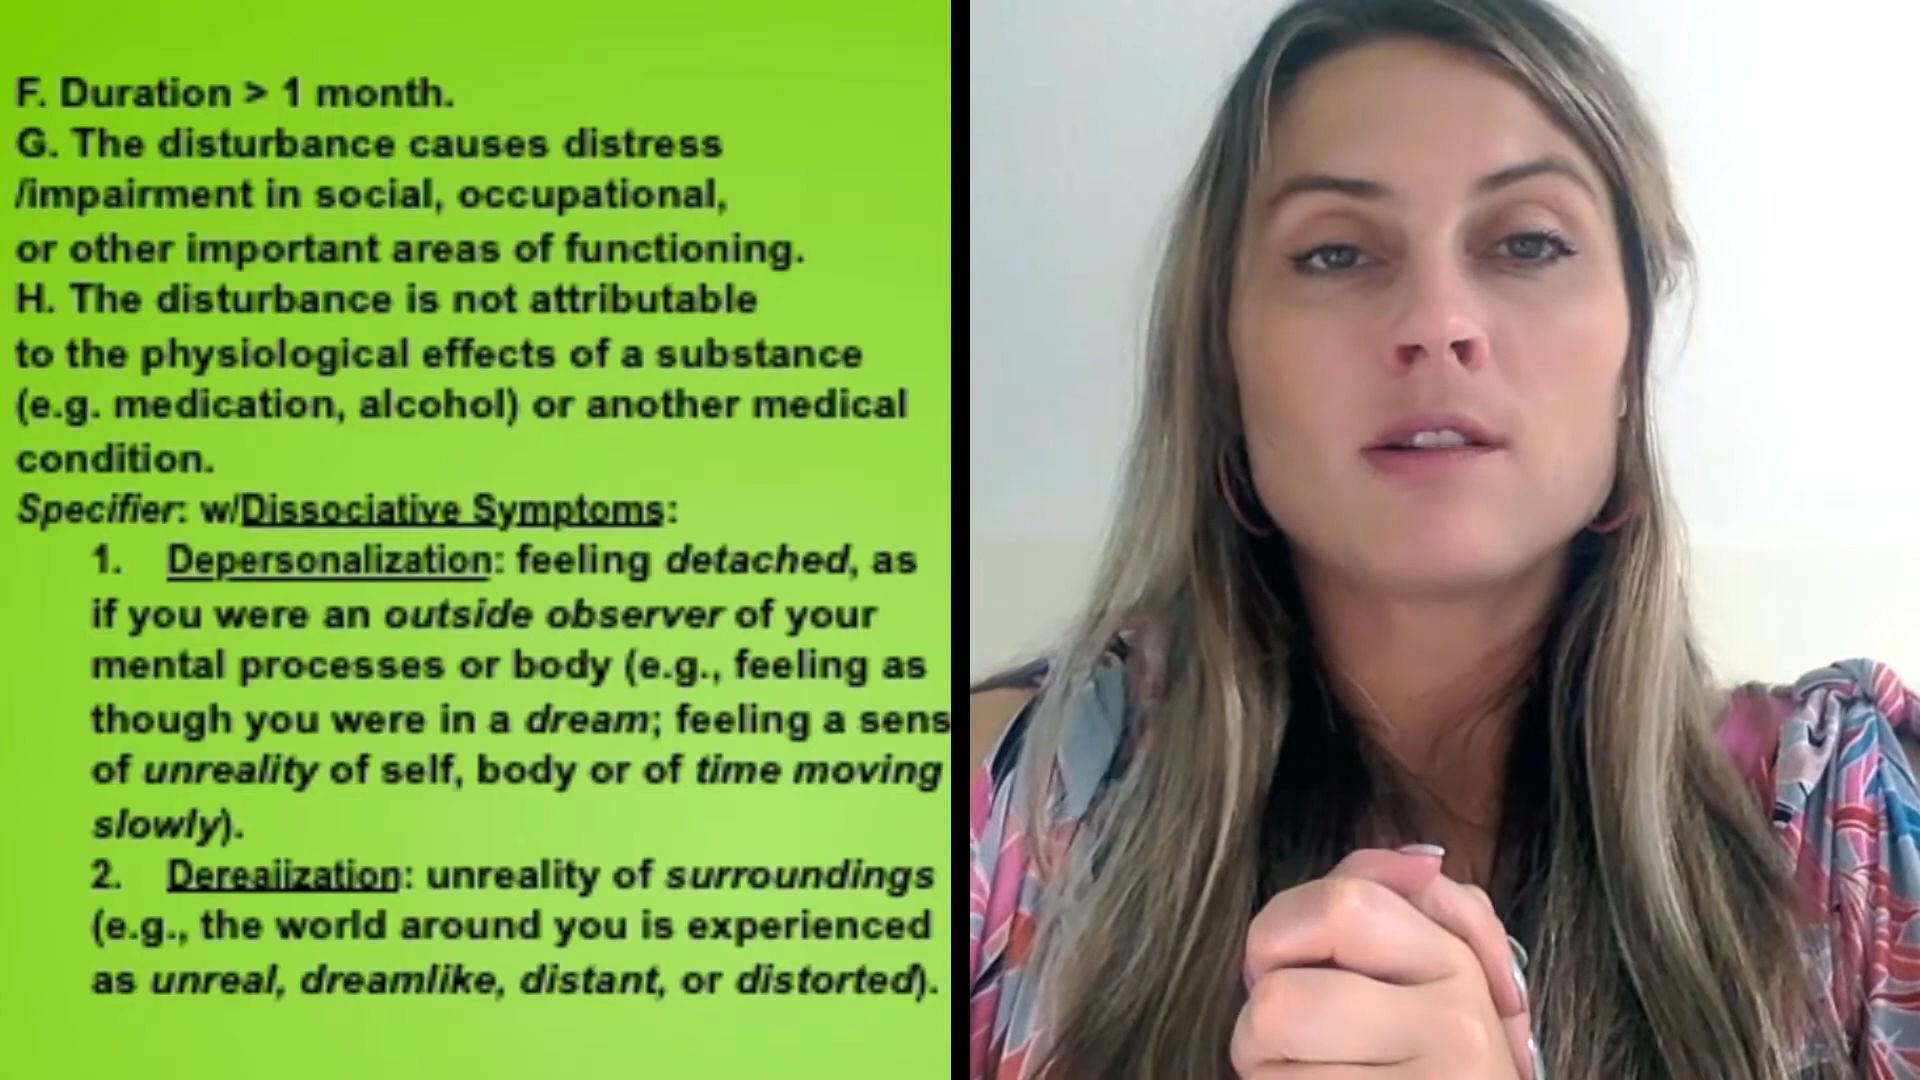 F. Duration > 1 month.
G. The disturbance causes distress
/impairment in social, occupational,
or other important areas of functioning.
H. The disturbance is not attributable
to the physiological effects of a substance
(e.g. medication, alcohol) or another medical
condition.
Specifier: w/Dissociative Symptoms:
1. Depersonalization: feeling detached, as
if you were an outside observer of your
mental processes or body (e.g., feeling as
though you were in a dream; feeling a sens
of unreality of self, body or of time moving
slowly).
2. Derealization: unreality of surroundings
(e.g., the world around you is experienced
as unreal, dreamlike, distant, or distorted).